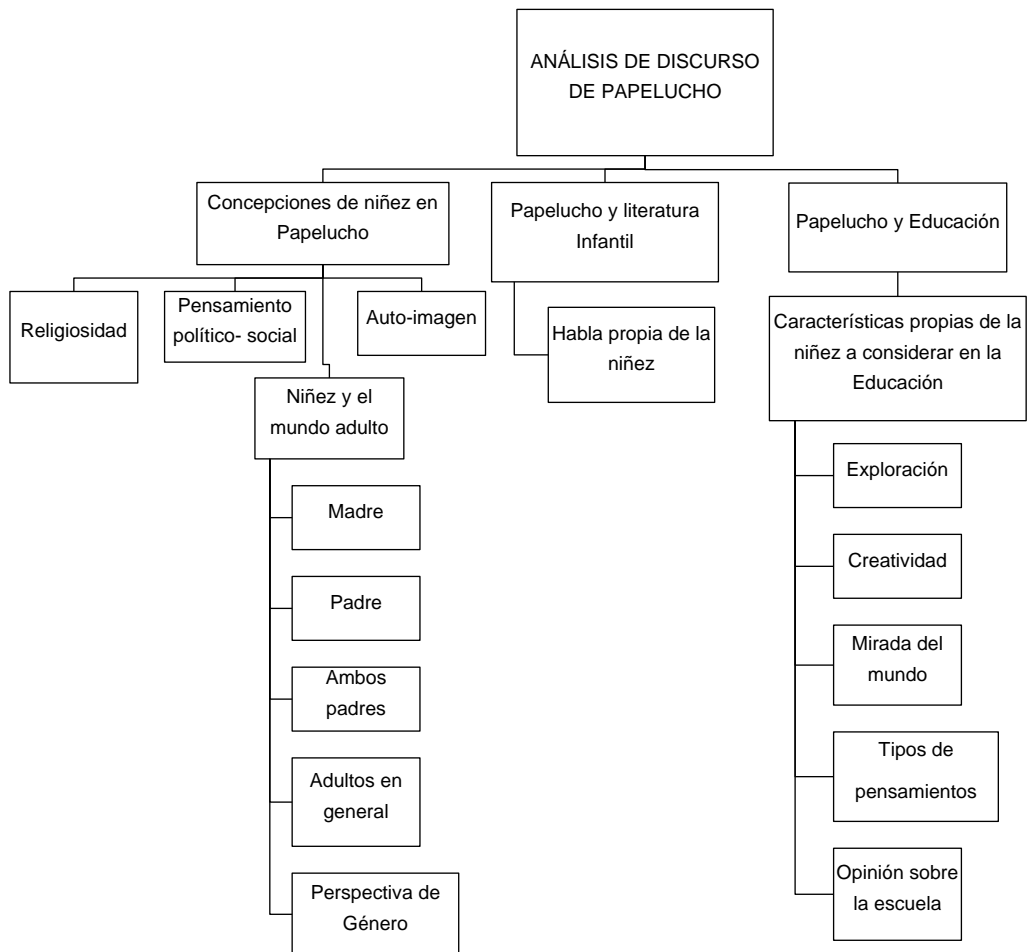 ANÁLISIS DE DISCURSO
DE PAPELUCHO
Concepciones de niñez en
Papelucho
Papelucho y literatura
Infantil
Papelucho y Educación
Religiosidad
Pensamiento
político- social
Auto-imagen
Habla propia de la
niñez
Características propias de la
niñez a considerar en la
Educación
Niñez y el
mundo adulto
Madre
Padre
Ambos
padres
Adultos en
general
Perspectiva de
Género
Exploración
Creatividad
Mirada del
mundo
Tipos de
pensamientos
Opinión sobre
la escuela